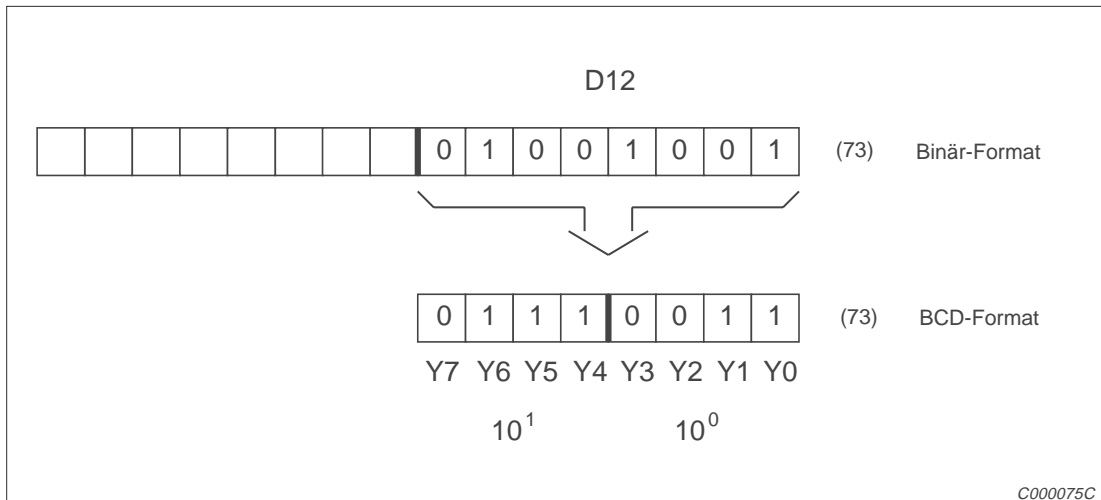 D12
0 1 0 0 1 0 0 1 (73) Binär-Format
0 1 1 1 0 0 1 1 (73) BCD-Format
Y7 Y6 Y5 Y4 Y3 Y2 Y1 Y0
10¹ 10⁰
C000075C